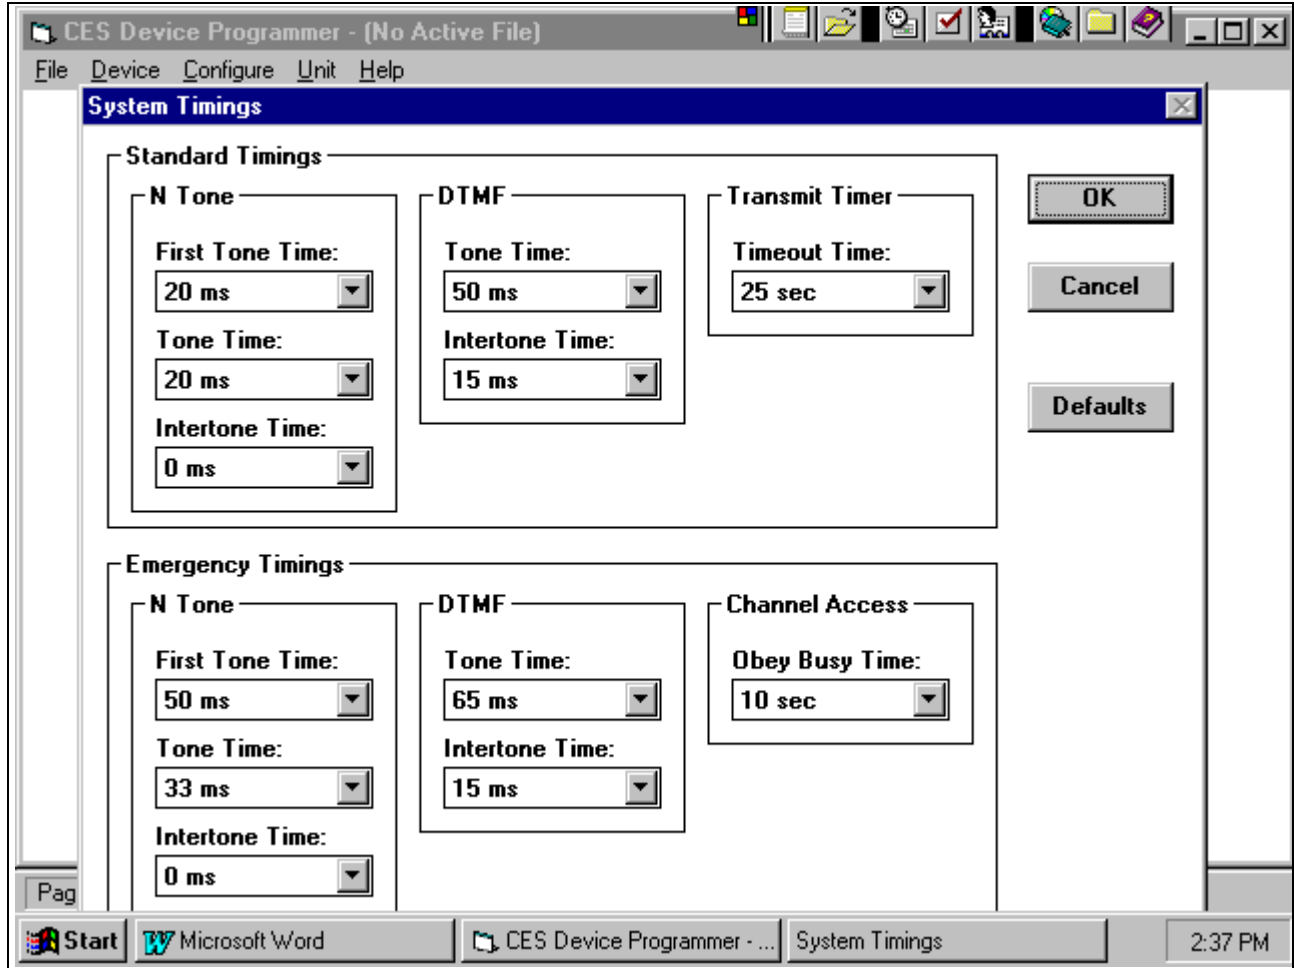 CES Device Programmer - (No Active File)
File Device Configure Unit Help
System Timings
Standard Timings
N Tone
First Tone Time:
20 ms
Tone Time:
20 ms
Intertone Time:
0 ms
DTMF
Tone Time:
50 ms
Intertone Time:
15 ms
Transmit Timer
Timeout Time:
25 sec
OK
Cancel
Defaults
Emergency Timings
N Tone
First Tone Time:
50 ms
Tone Time:
33 ms
Intertone Time:
0 ms
DTMF
Tone Time:
65 ms
Intertone Time:
15 ms
Channel Access
Obey Busy Time:
10 sec
Pag
Start Microsoft Word CES Device Programmer - ... System Timings 2:37 PM